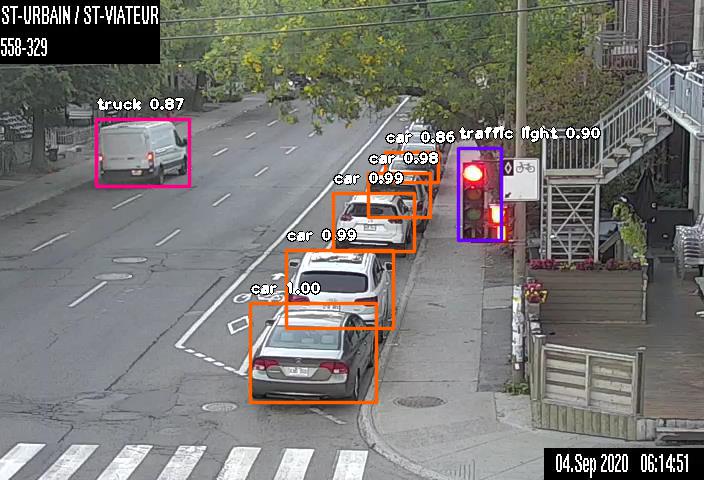 ST-URBAIN / ST-VIATEUR
558-329
truck 0.87
car 0.86
traffic light 0.90
car 0.98
car 0.99
car 0.99
car 1.00
04.Sep 2020 06:14:51